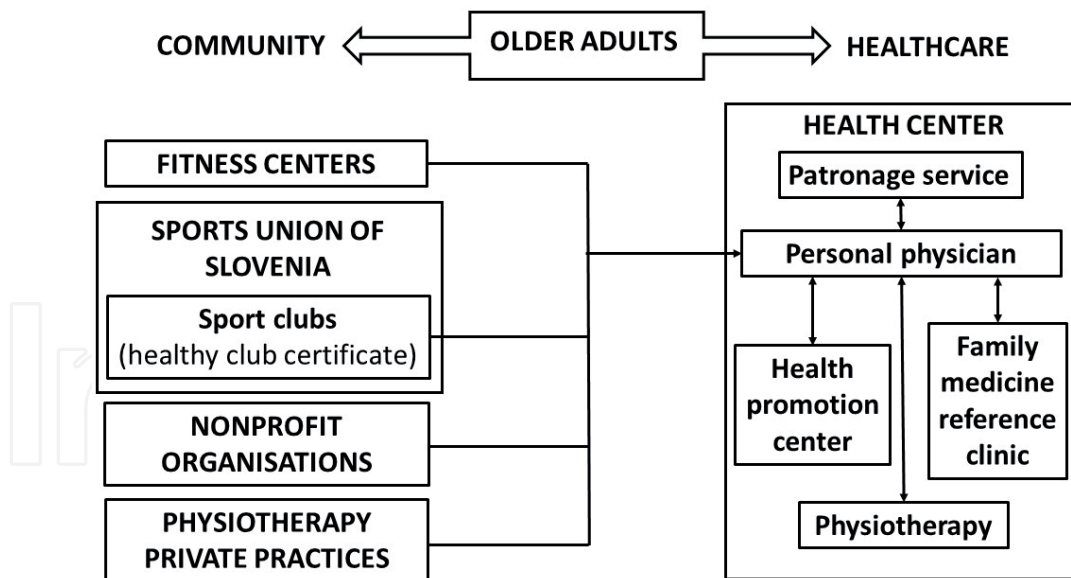 COMMUNITY
OLDER ADULTS
HEALTHCARE
FITNESS CENTERS
SPORTS UNION OF
SLOVENIA
Sport clubs
(healthy club certificate)
NONPROFIT
ORGANISATIONS
PHYSIOTHERAPY
PRIVATE PRACTICES
HEALTH CENTER
Patronage service
Personal physician
Health
promotion
center
Family
medicine
reference
clinic
Physiotherapy